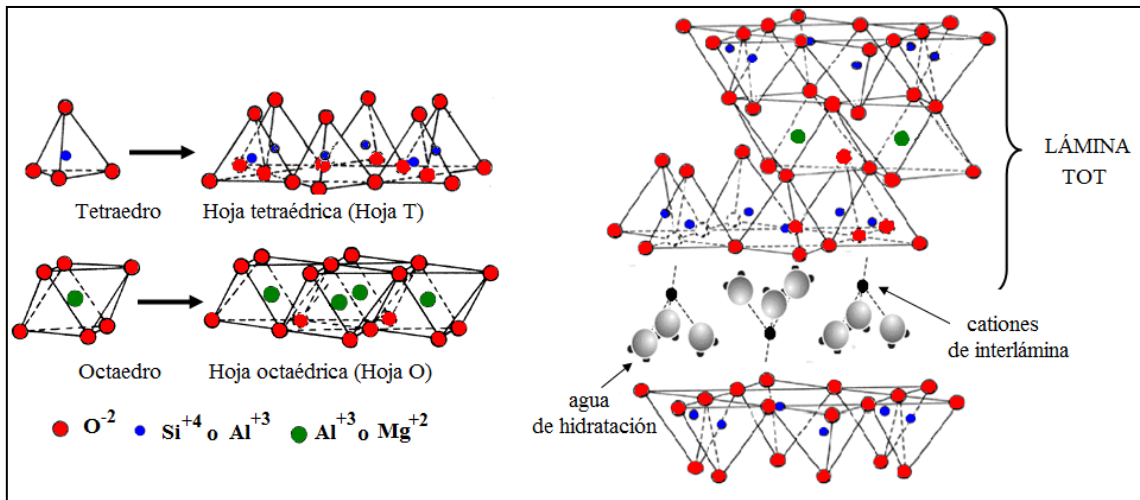 Tetraedro
Hoja tetraédrica (Hoja T)
Octaedro
Hoja octaédrica (Hoja O)
O-2
Si+4 o Al+3
Al+3 o Mg+2
LÁMINA
TOT
cationes
de interlámina
agua
de hidratación